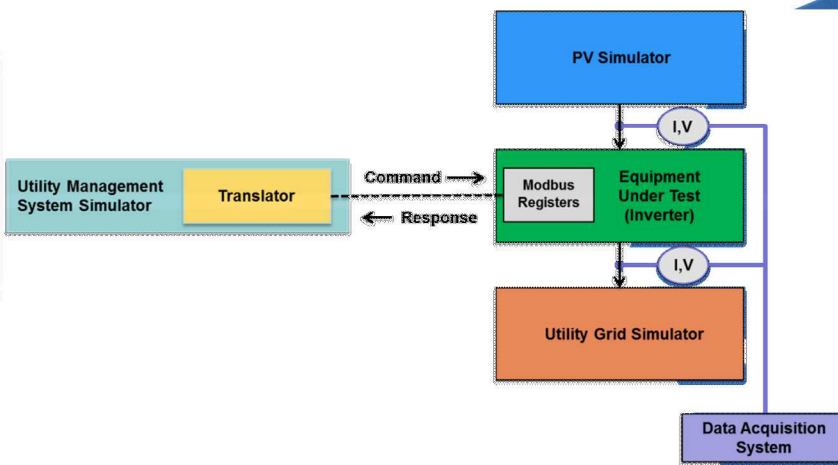 PV Simulator
I,V
Utility Management
System Simulator
Translator
Command
Response
Modbus
Registers
Equipment
Under Test
(Inverter)
I,V
Utility Grid Simulator
Data Acquisition
System